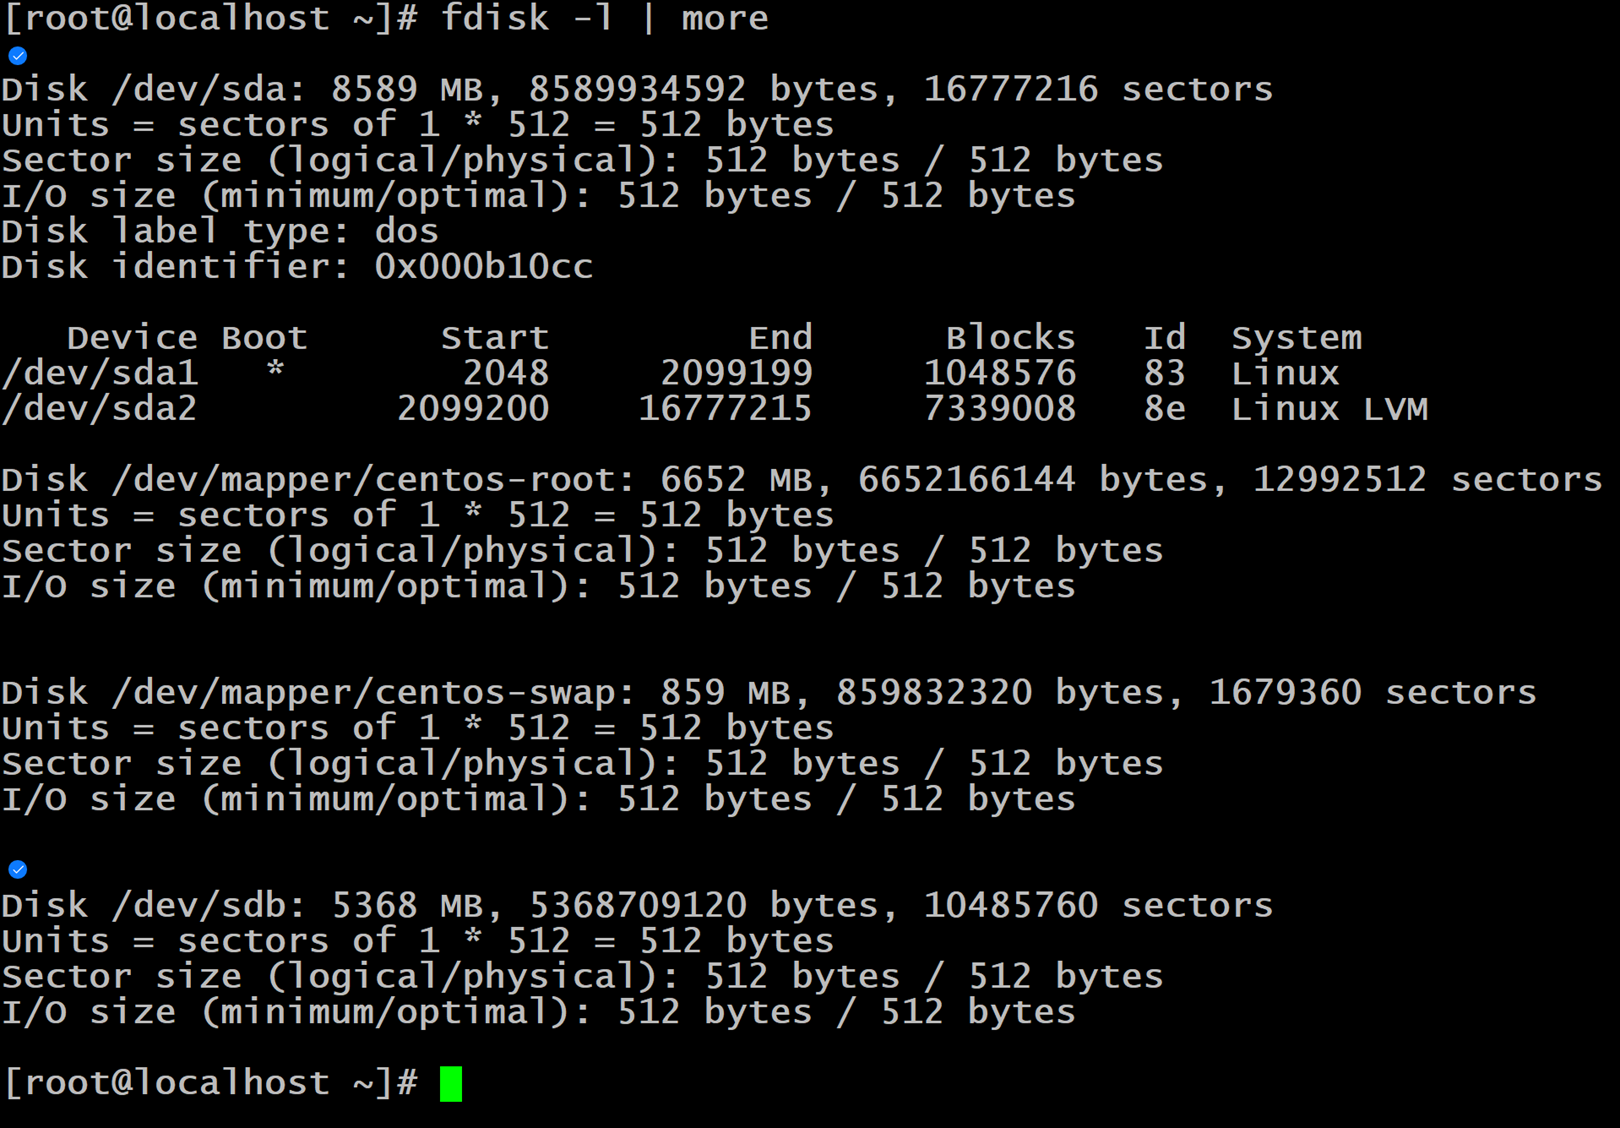 [root@localhost ~]# fdisk -l | more
Disk /dev/sda: 8589 MB, 8589934592 bytes, 16777216 sectors
Units = sectors of 1 * 512 = 512 bytes
Sector size (logical/physical): 512 bytes / 512 bytes
I/O size (minimum/optimal): 512 bytes / 512 bytes
Disk label type: dos
Disk identifier: 0x000b10cc
Device Boot Start End Blocks Id System
/dev/sda1 * 2048 2099199 1048576 83 Linux
/dev/sda2 2099200 16777215 7339008 8e Linux LVM
Disk /dev/mapper/centos-root: 6652 MB, 6652166144 bytes, 12992512 sectors
Units = sectors of 1 * 512 = 512 bytes
Sector size (logical/physical): 512 bytes / 512 bytes
I/O size (minimum/optimal): 512 bytes / 512 bytes
Disk /dev/mapper/centos-swap: 859 MB, 859832320 bytes, 1679360 sectors
Units = sectors of 1 * 512 = 512 bytes
Sector size (logical/physical): 512 bytes / 512 bytes
I/O size (minimum/optimal): 512 bytes / 512 bytes
Disk /dev/sdb: 5368 MB, 5368709120 bytes, 10485760 sectors
Units = sectors of 1 * 512 = 512 bytes
Sector size (logical/physical): 512 bytes / 512 bytes
I/O size (minimum/optimal): 512 bytes / 512 bytes
[root@localhost ~]#